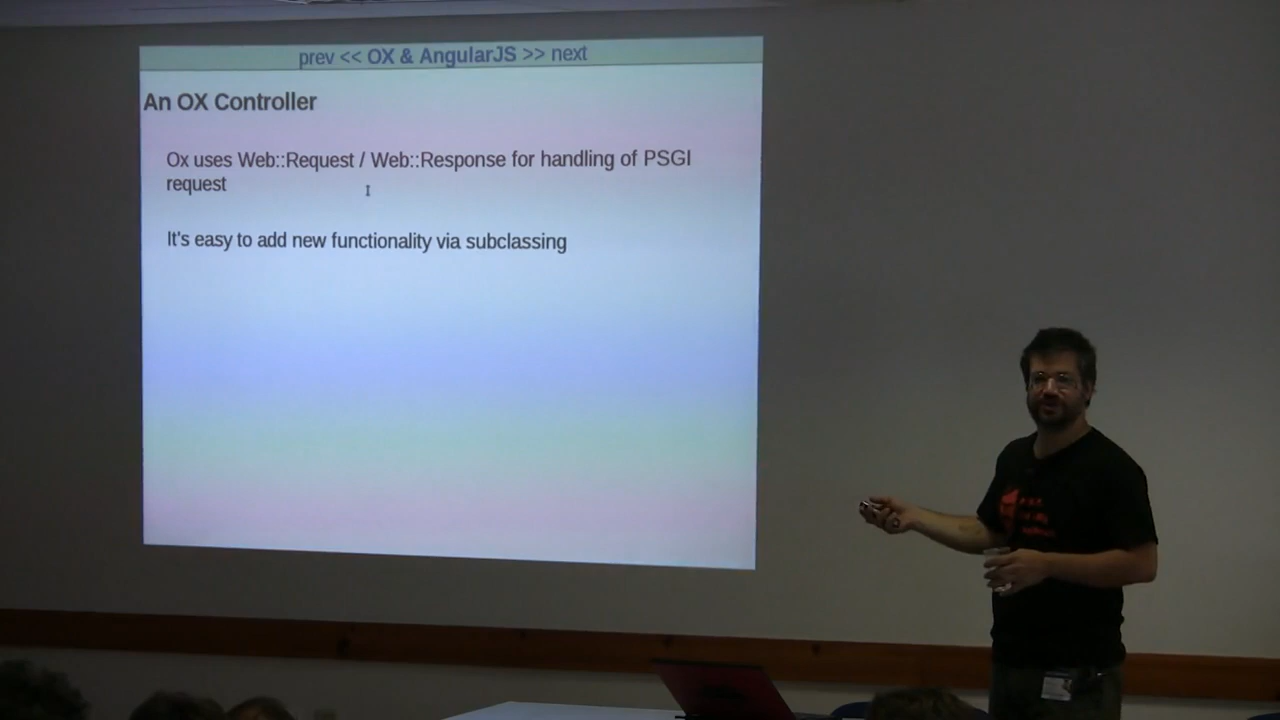 prev << OX & AngularJS >> next
An OX Controller
Ox uses Web::Request / Web::Response for handling of PSGI
request
It's easy to add new functionality via subclassing